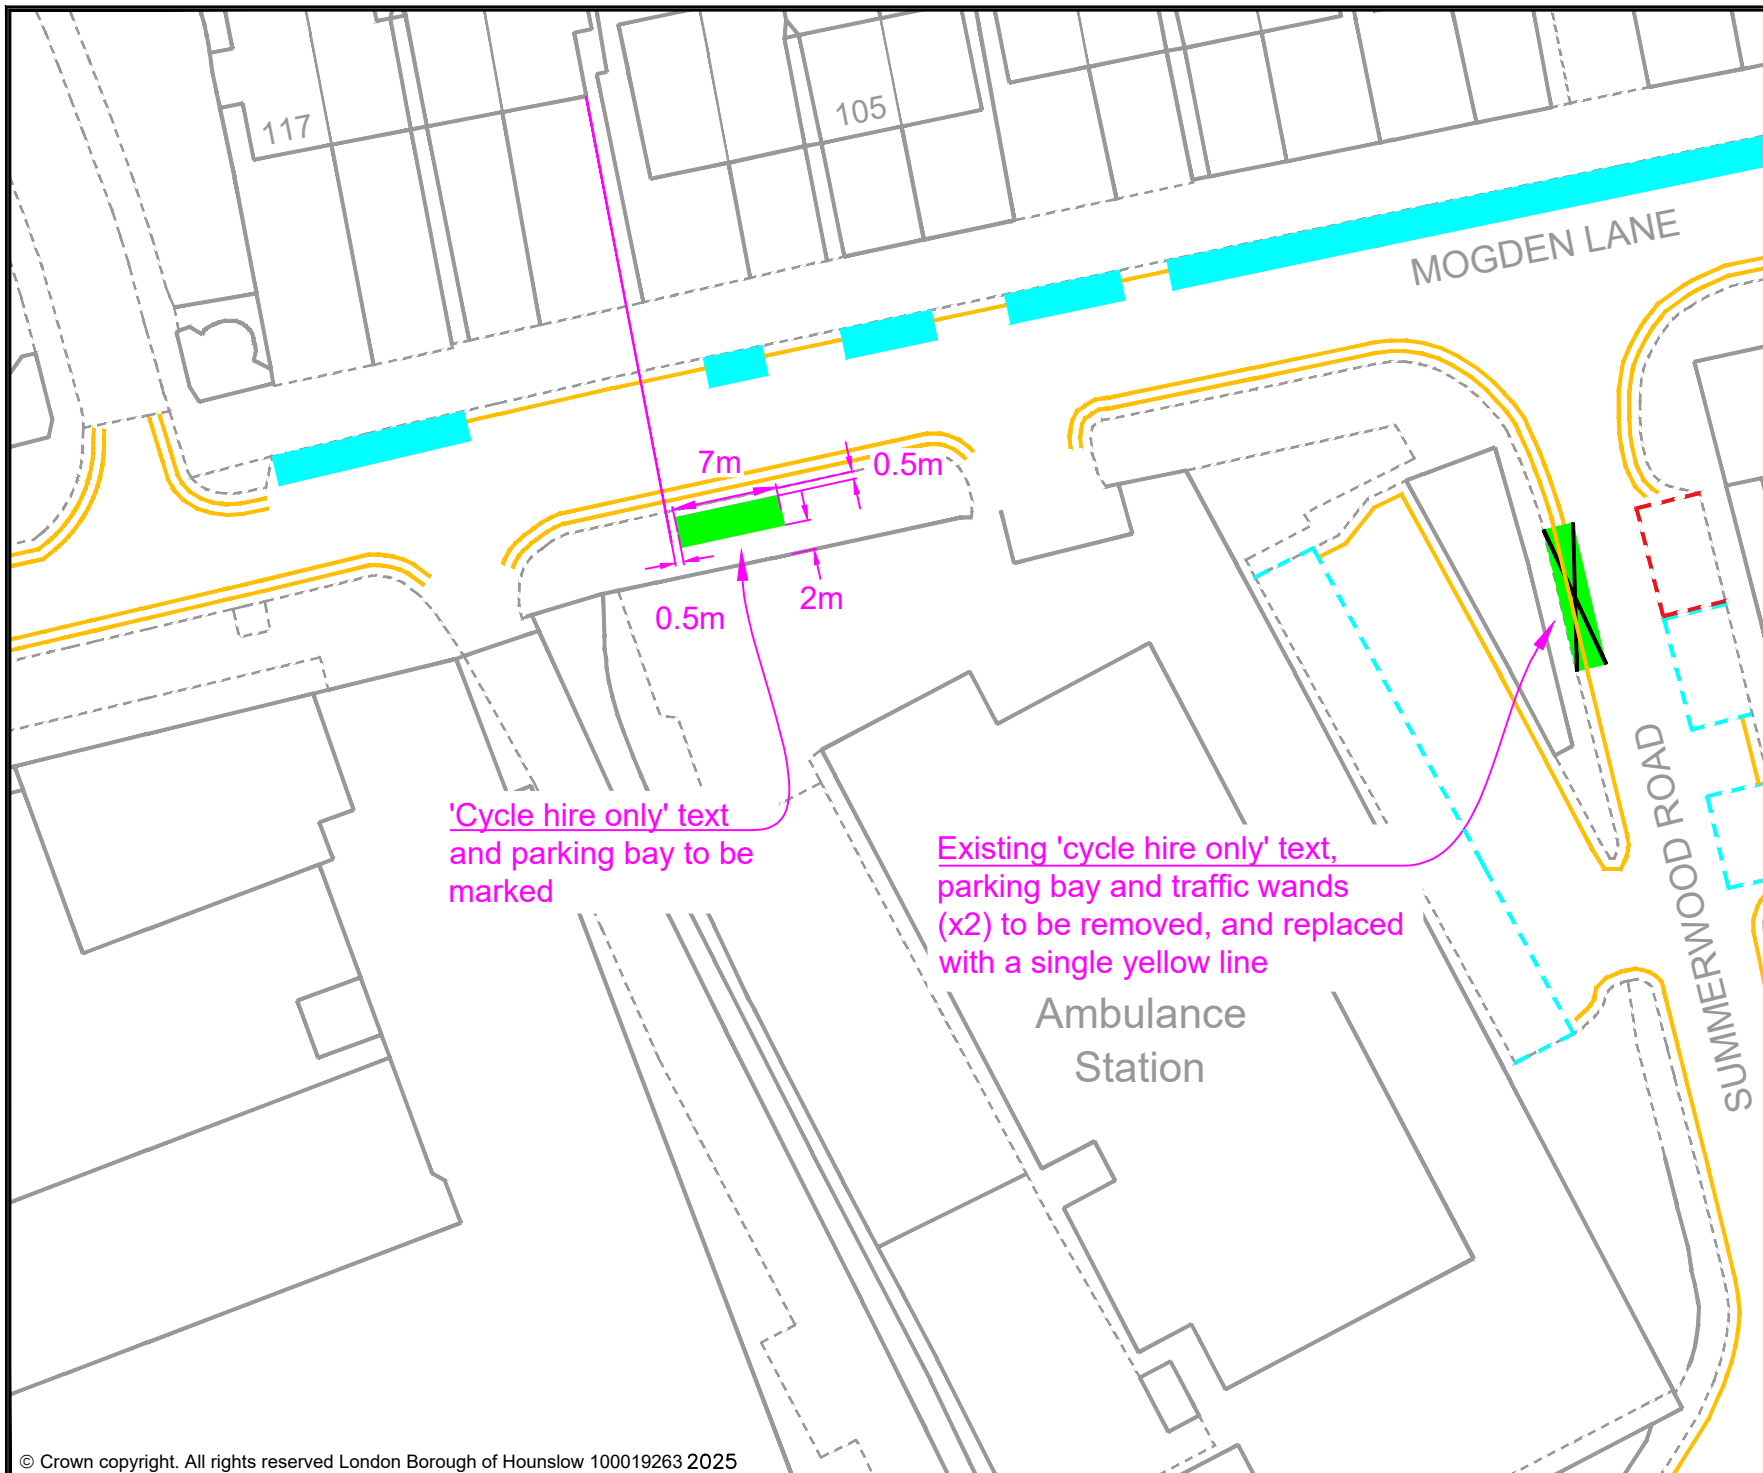 117
105
MOGDEN LANE
7m
0.5m
0.5m
2m
'Cycle hire only' text
and parking bay to be
marked
Existing 'cycle hire only' text,
parking bay and traffic wands
(x2) to be removed, and replaced
with a single yellow line
SUMMERWOOD ROAD
Ambulance
Station
© Crown copyright. All rights reserved London Borough of Hounslow 100019263 2025